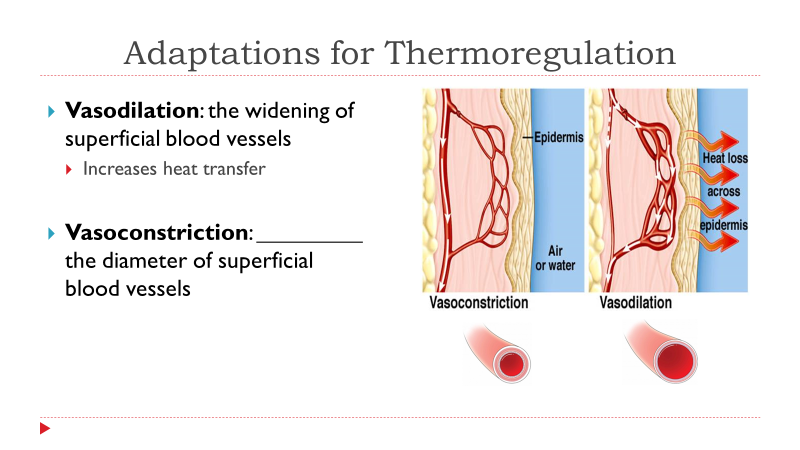 Adaptations for Thermoregulation
Vasodilation: the widening of
superficial blood vessels
Increases heat transfer
Vasoconstriction: __________
the diameter of superficial
blood vessels
Epidermis
Air
or water
Vasoconstriction
Heat loss
across
epidermis
Vasodilation